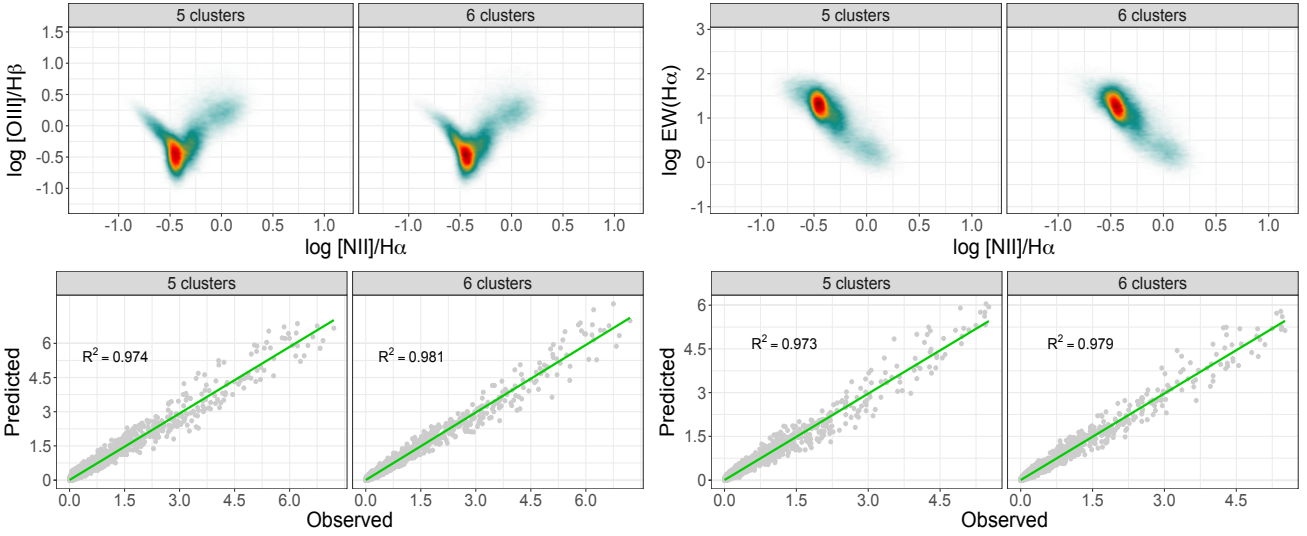 5 clusters 6 clusters
1.5
1.0
0.5
0.0
-0.5
-1.0
log [OIII]/Hβ
-1.0 -0.5 0.0 0.5 1.0 -1.0 -0.5 0.0 0.5 1.0
log [NII]/Hα
5 clusters 6 clusters
3
2
1
0
-1
log EW(Hα)
-1.0 -0.5 0.0 0.5 1.0 -1.0 -0.5 0.0 0.5 1.0
log [NII]/Hα
5 clusters 6 clusters
R² = 0.974 R² = 0.981
6
4.5
3
1.5
0
Predicted
0.0 1.5 3.0 4.5 6.0 0.0 1.5 3.0 4.5 6.0
Observed
5 clusters 6 clusters
R² = 0.973 R² = 0.979
6
4.5
3
1.5
0
Predicted
0.0 1.5 3.0 4.5 0.0 1.5 3.0 4.5
Observed